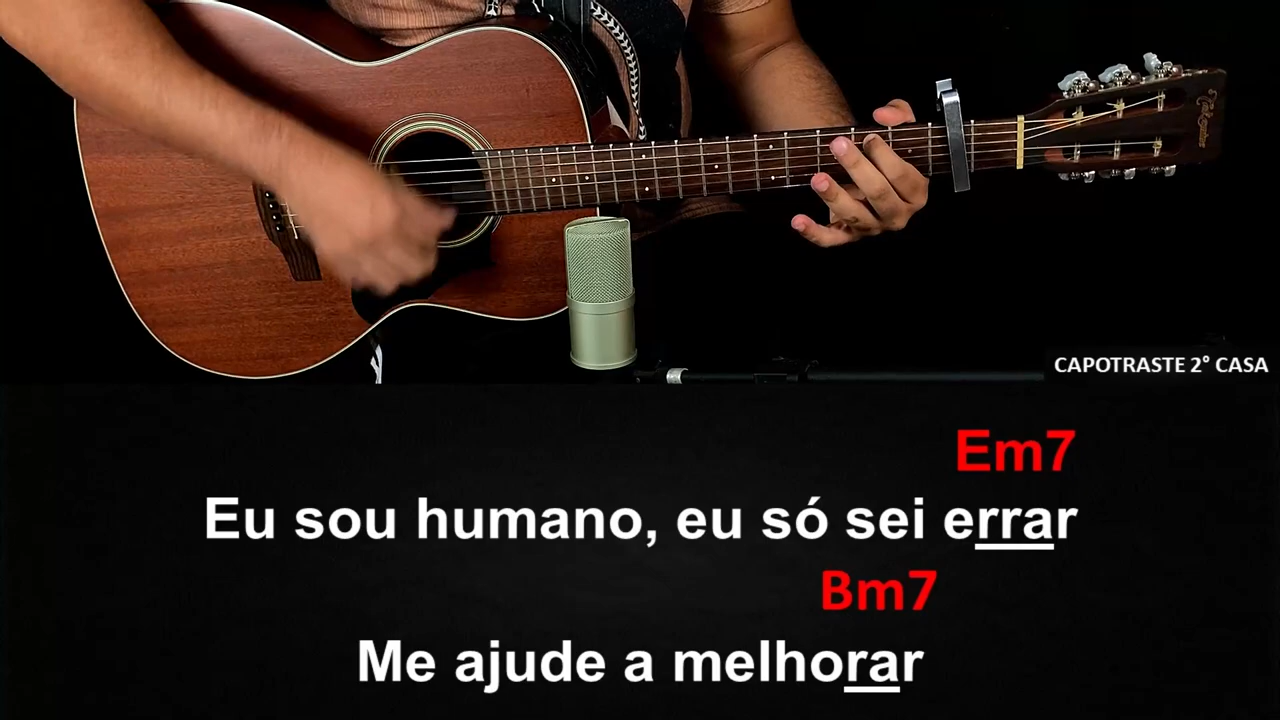 CAPOTRASTE 2° CASA
Em7
Eu sou humano, eu só sei errar
Bm7
Me ajude a melhorar